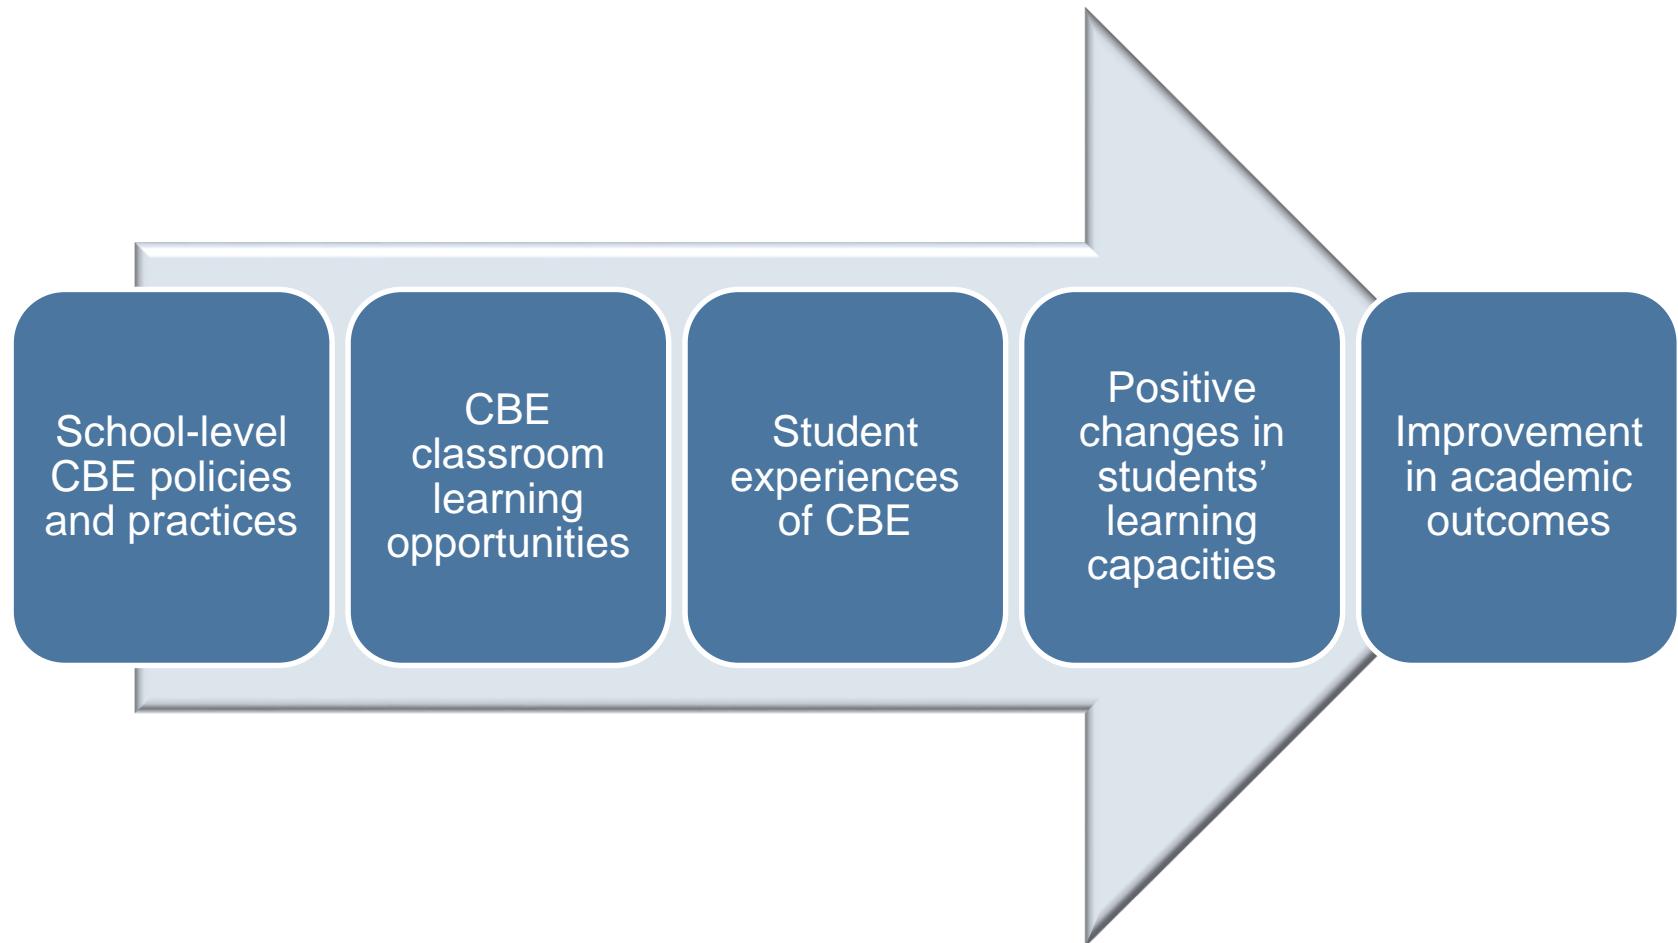 School-level
CBE policies
and practices
CBE
classroom
learning
opportunities
Student
experiences
of CBE
Positive
changes in
students’
learning
capacities
Improvement
in academic
outcomes